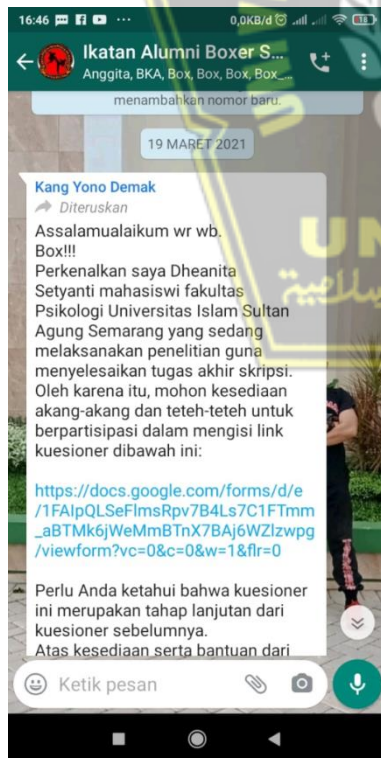 16:46 ... 0,0KB/d 18
Ikatan Alumni Boxer S...
Anggita, BKA, Box, Box, Box, Box_...
menambahkan nomor baru.
19 MARET 2021
Kang Yono Demak
Diteruskan
Assalamualaikum wr wb.
Box!!!
Perkenalkan saya Dheanita
Setyanti mahasiswi fakultas
Psikologi Universitas Islam Sultan
Agung Semarang yang sedang
melaksanakan penelitian guna
menyelesaikan tugas akhir skripsi.
Oleh karena itu, mohon kesediaan
akang-akang dan teteh-teteh untuk
berpartisipasi dalam mengisi link
kuesioner dibawah ini:
https://docs.google.com/forms/d/e
/1FAIpQLSeFlmsRpv7B4Ls7C1FTmm
_aBTMk6jWeMmBTnX7BAj6WZlzwpg
/viewform?vc=0&c=0&w=1&flr=0
Perlu Anda ketahui bahwa kuesioner
ini merupakan tahap lanjutan dari
kuesioner sebelumnya.
Atas kesediaan serta bantuan dari
Ketik pesan